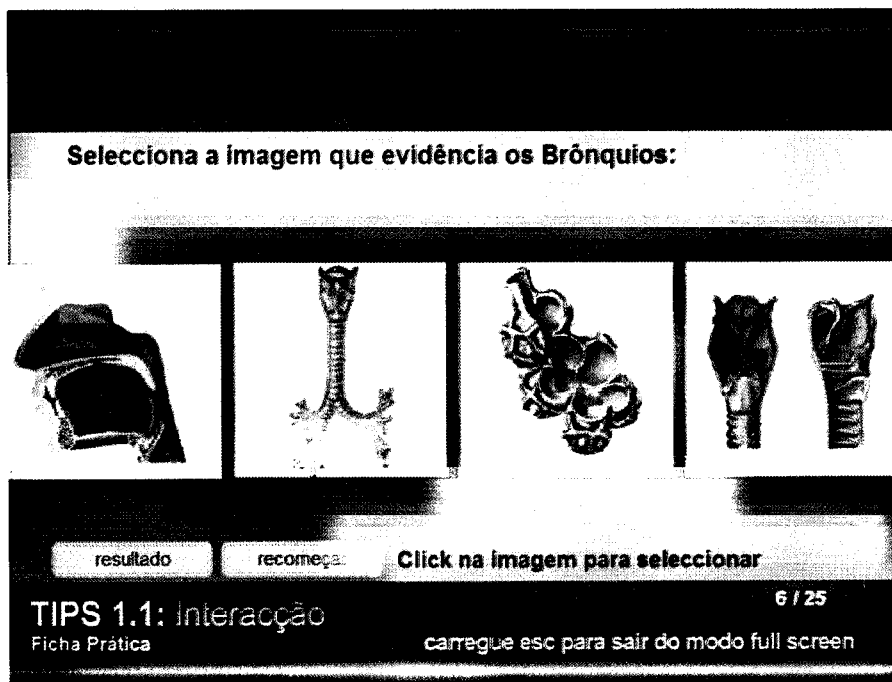 Selecciona a imagem que evidência os Brônquios:
resultado
recomeça
Click na imagem para seleccionar
6 / 25
TIPS 1.1: Interacção
Ficha Prática
carregue esc para sair do modo full screen